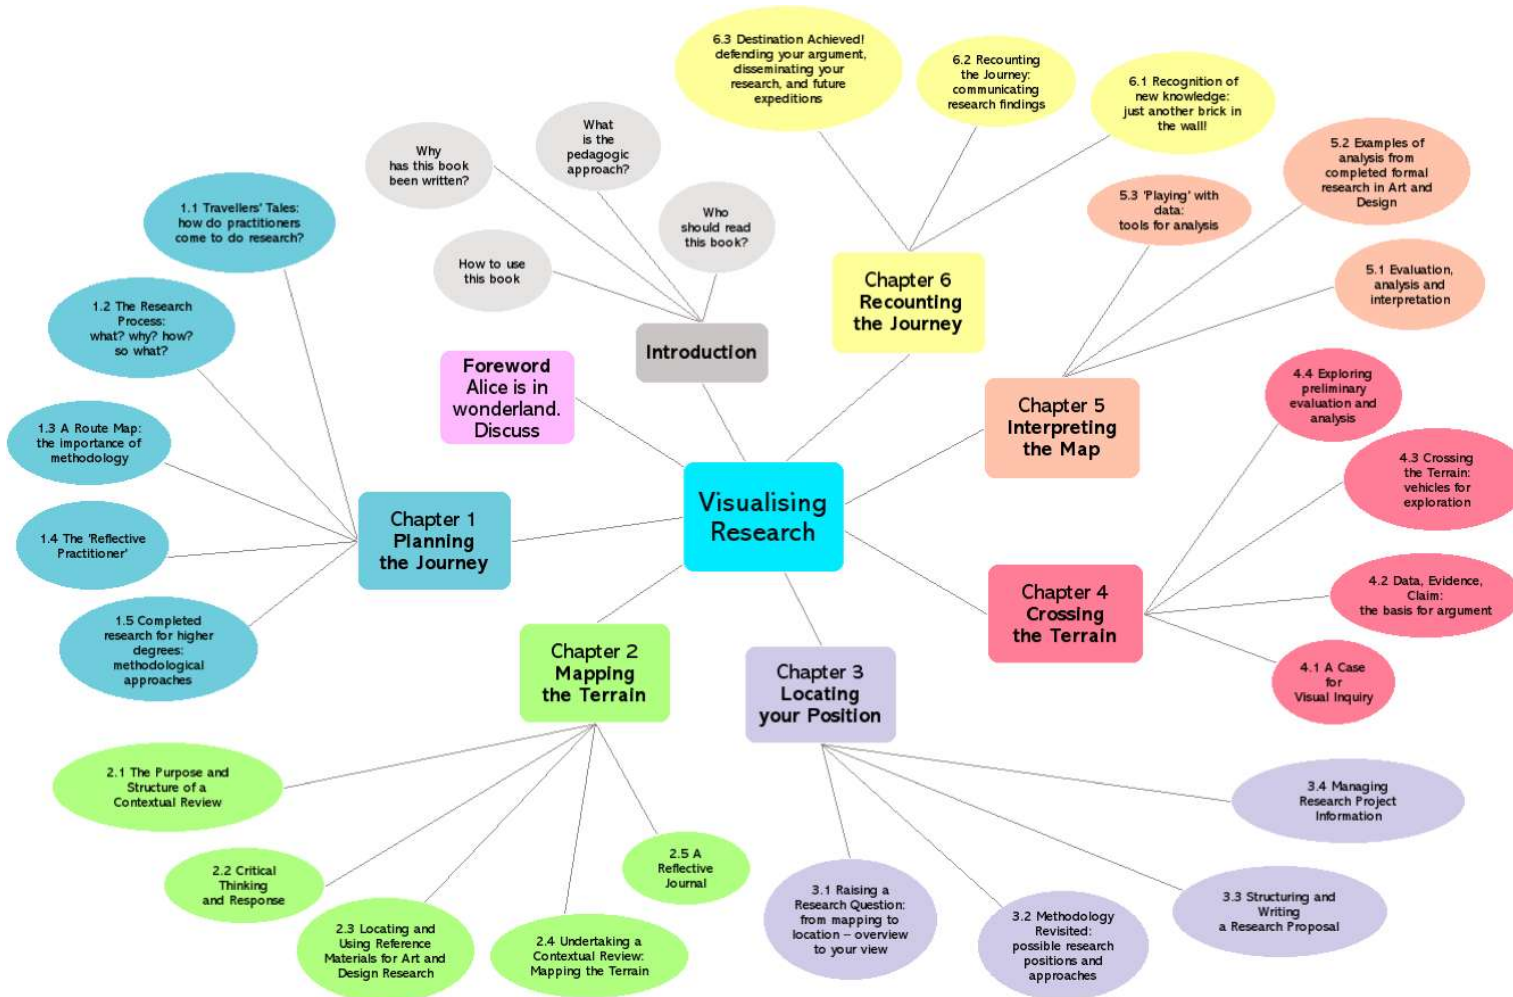 Visualising
Research
Foreword
Alice is in
wonderland.
Discuss
Introduction
How to use
this book
Why
has this book
been written?
What
is the
pedagogic
approach?
Who
should read
this book?
Chapter 1
Planning
the Journey
1.1 Travellers' Tales:
how do practitioners
come to do research?
1.2 The Research
Process:
what? why? how?
so what?
1.3 A Route Map:
the importance of
methodology
1.4 The 'Reflective
Practitioner'
1.5 Completed
research for higher
degrees:
methodological
approaches
Chapter 2
Mapping
the Terrain
2.1 The Purpose and
Structure of a
Contextual Review
2.2 Critical
Thinking
and Response
2.3 Locating and
Using Reference
Materials for Art and
Design Research
2.4 Undertaking a
Contextual Review:
Mapping the Terrain
2.5 A
Reflective
Journal
Chapter 3
Locating
your Position
3.1 Raising a
Research Question:
from mapping to
location – overview
to your view
3.2 Methodology
Revisited:
possible research
positions and
approaches
3.3 Structuring and
Writing
a Research Proposal
3.4 Managing
Research Project
Information
Chapter 4
Crossing
the Terrain
4.1 A Case
for
Visual Inquiry
4.2 Data, Evidence,
Claim:
the basis for argument
4.3 Crossing
the Terrain:
vehicles for
exploration
4.4 Exploring
preliminary
evaluation and
analysis
Chapter 5
Interpreting
the Map
5.1 Evaluation,
analysis and
interpretation
5.2 Examples of
analysis from
completed formal
research in Art and
Design
5.3 'Playing' with
data:
tools for analysis
Chapter 6
Recounting
the Journey
6.1 Recognition of
new knowledge:
just another brick in
the wall!
6.2 Recounting
the Journey:
communicating
research findings
6.3 Destination Achieved!
defending your argument,
disseminating your
research, and future
expeditions